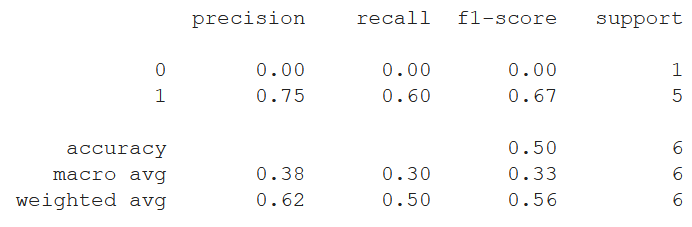 precision recall f1-score support
0 0.00 0.00 0.00 1
1 0.75 0.60 0.67 5
accuracy 0.50 6
macro avg 0.38 0.30 0.33 6
weighted avg 0.62 0.50 0.56 6